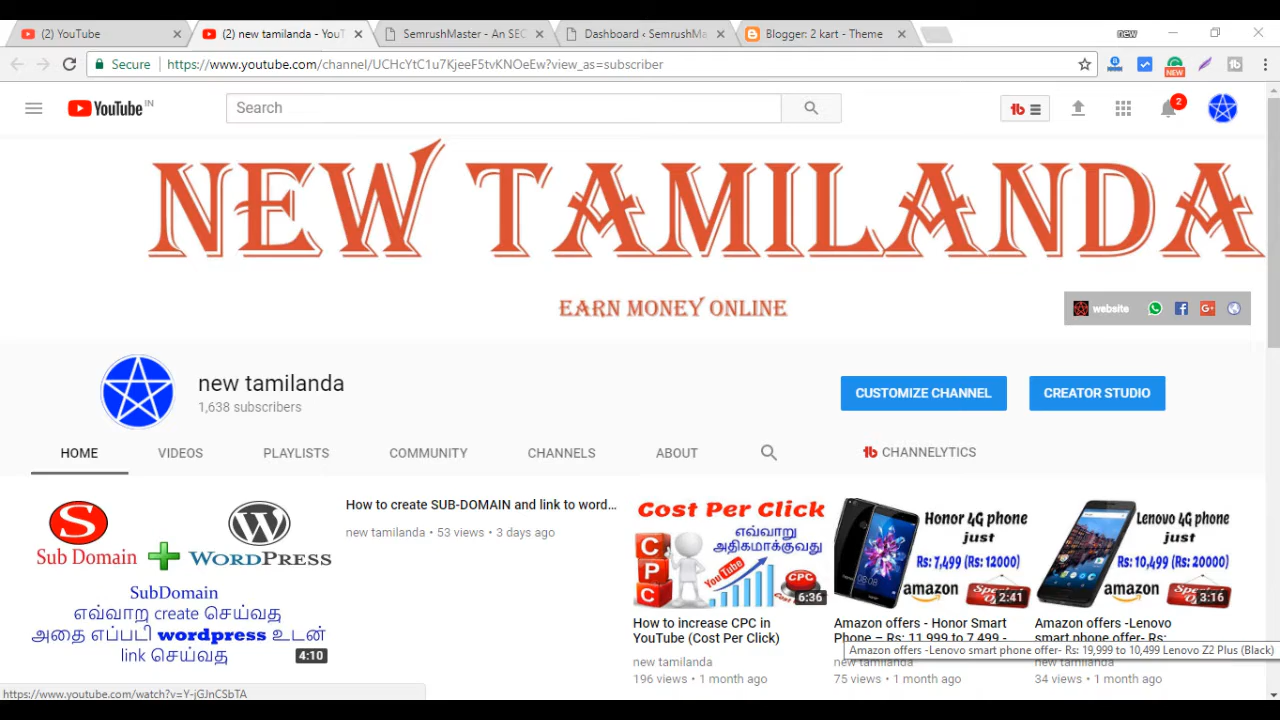 (2) YouTube
(2) new tamilanda - YouT
SemrushMaster - An SEC
Dashboard ‹ SemrushMa
Blogger: 2 kart - Theme
new
Secure
https://www.youtube.com/channel/UCHcYtC1u7KjeeF5tvKNOeEw?view_as=subscriber
NEW
YouTube IN
Search
2
NEW TAMILANDA
EARN MONEY ONLINE
website
new tamilanda
1,638 subscribers
CUSTOMIZE CHANNEL
CREATOR STUDIO
HOME
VIDEOS
PLAYLISTS
COMMUNITY
CHANNELS
ABOUT
CHANNELYTICS
S
Sub Domain
WORDPRESS
SubDomain
எவ்வாற create செய்வத
அதை எப்படி wordpress உடன்
link செய்வத
4:10
How to create SUB-DOMAIN and link to word...
new tamilanda • 53 views • 3 days ago
Cost Per Click
எவ்வாறு
அதிகமாக்குவது
C
P
C
YouTube
CPC
6:36
How to increase CPC in
YouTube (Cost Per Click)
new tamilanda
196 views • 1 month ago
Honor 4G phone
just
Rs: 7,499 (Rs: 12000)
amazon
2:41
Amazon offers - Honor Smart
Phone – Rs: 11,999 to 7,499 -
75 views • 1 month ago
Lenovo 4G phone
just
Rs: 10,499 (Rs: 20000)
amazon
3:16
Amazon offers -Lenovo
smart phone offer- Rs:
Amazon offers -Lenovo smart phone offer- Rs: 19,999 to 10,499 Lenovo Z2 Plus (Black)
new tamilanda
34 views • 1 month ago
https://www.youtube.com/watch?v=Y-jGJnCSbTA